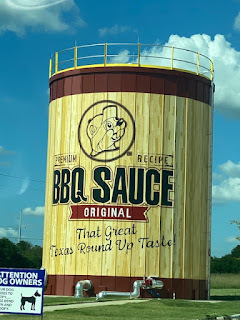 PREMIUM RECIPE
BBQ SAUCE
ORIGINAL
That Great
Texas Round Up Taste!
ATTENTION
DOG OWNERS